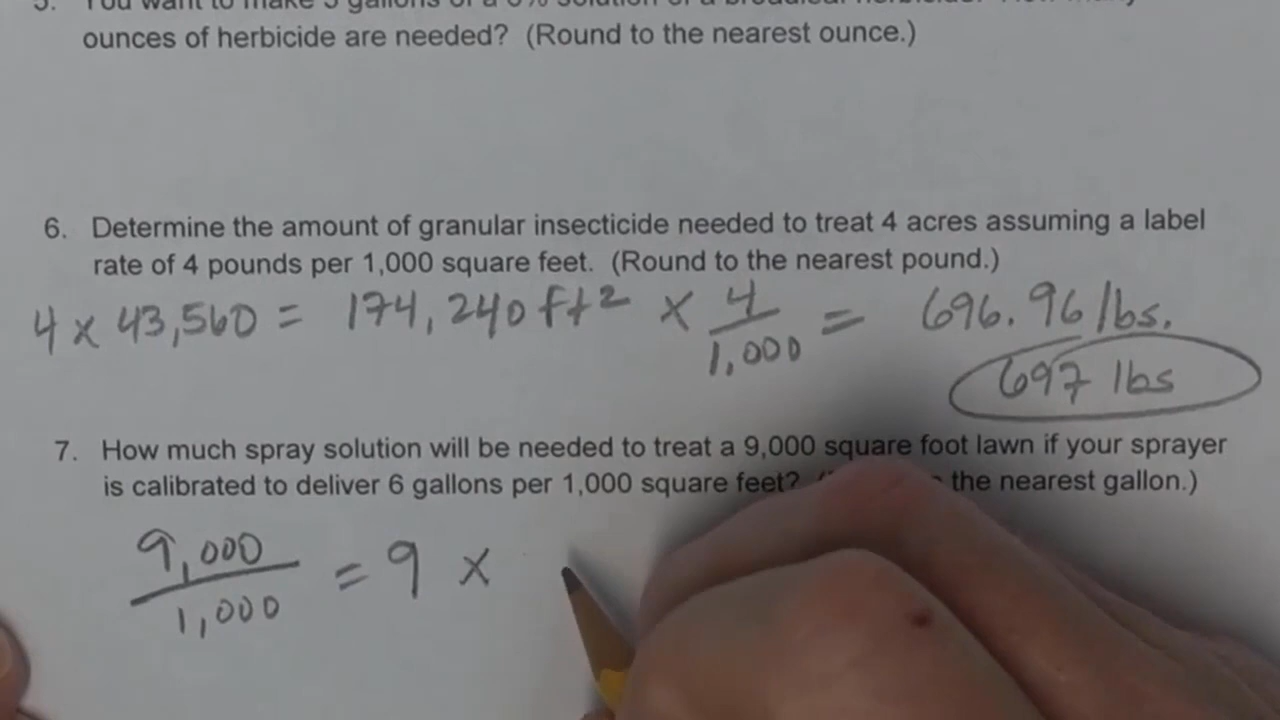 ounces of herbicide are needed? (Round to the nearest ounce.)
6. Determine the amount of granular insecticide needed to treat 4 acres assuming a label
rate of 4 pounds per 1,000 square feet. (Round to the nearest pound.)
4 x 43,560 = 174,240 ft² x 4/1,000 = 696.96 lbs.
697 lbs
7. How much spray solution will be needed to treat a 9,000 square foot lawn if your sprayer
is calibrated to deliver 6 gallons per 1,000 square feet? the nearest gallon.)
9,000
1,000 = 9 x